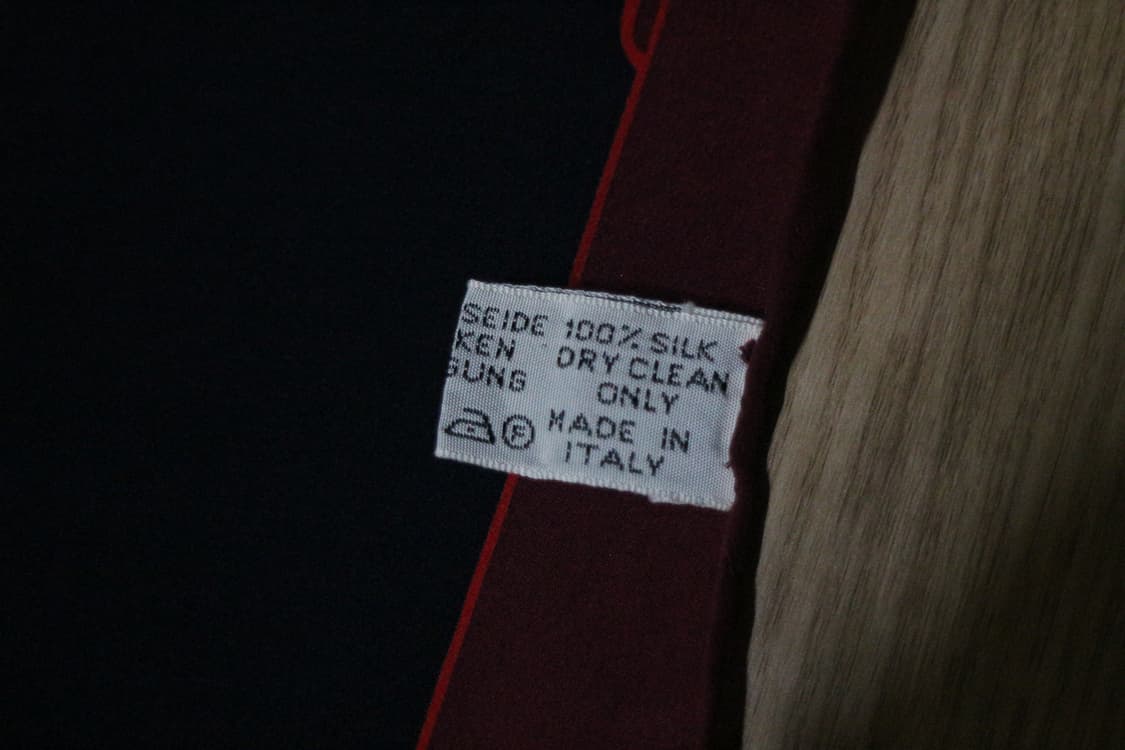 SEIDE 100% SILK
KEN DRY CLEAN
GUNG ONLY
MADE IN
ITALY